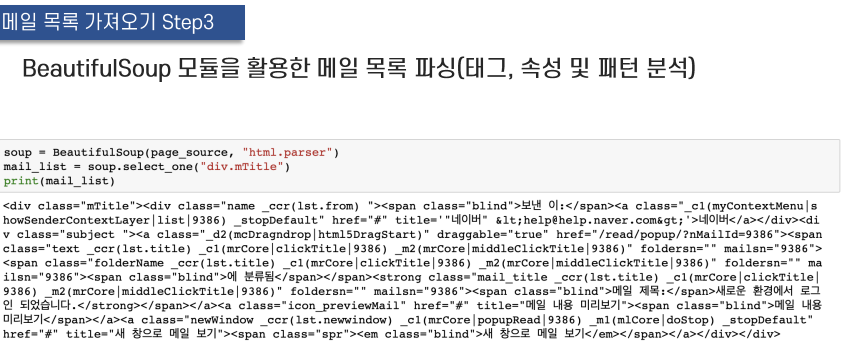 메일 목록 가져오기 Step3
BeautifulSoup 모듈을 활용한 메일 목록 파싱(태그, 속성 및 패턴 분석)
soup = BeautifulSoup(page_source, "html.parser")
mail_list = soup.select_one("div.mTitle")
print(mail_list)
<div class="mTitle"><div class="name _ccr(lst.from) "><span class="blind">보낸 이:</span><a class="_c1(myContextMenu|s
howSenderContextLayer|list|9386) _stopDefault" href="#" title='"네이버" &lt;help@help.naver.com&gt;'>네이버</a></div><di
v class="subject "><a class="_d2(mcDragndrop|html5DragStart)" draggable="true" href="/read/popup/?nMailId=9386"><span
class="text _ccr(lst.title) _c1(mrCore|clickTitle|9386) _m2(mrCore|middleClickTitle|9386)" foldersn="" mailsn="9386">
<span class="folderName _ccr(lst.title) _c1(mrCore|clickTitle|9386) _m2(mrCore|middleClickTitle|9386)" foldersn="" ma
ilsn="9386"><span class="blind">에 분류됨</span></span><strong class="mail_title _ccr(lst.title) _c1(mrCore|clickTitle|
9386) _m2(mrCore|middleClickTitle|9386)" foldersn="" mailsn="9386"><span class="blind">메일 제목:</span>새로운 환경에서 로그
인 되었습니다.</strong></span></a><a class="icon_previewMail" href="#" title="메일 내용 미리보기"><span class="blind">메일 내용
미리보기</span></a><a class="newWindow _ccr(lst.newwindow) _c1(mrCore|popupRead|9386) _m1(mlCore|doStop) _stopDefault"
href="#" title="새 창으로 메일 보기"><span class="spr"><em class="blind">새 창으로 메일 보기</em></span></a></div></div>